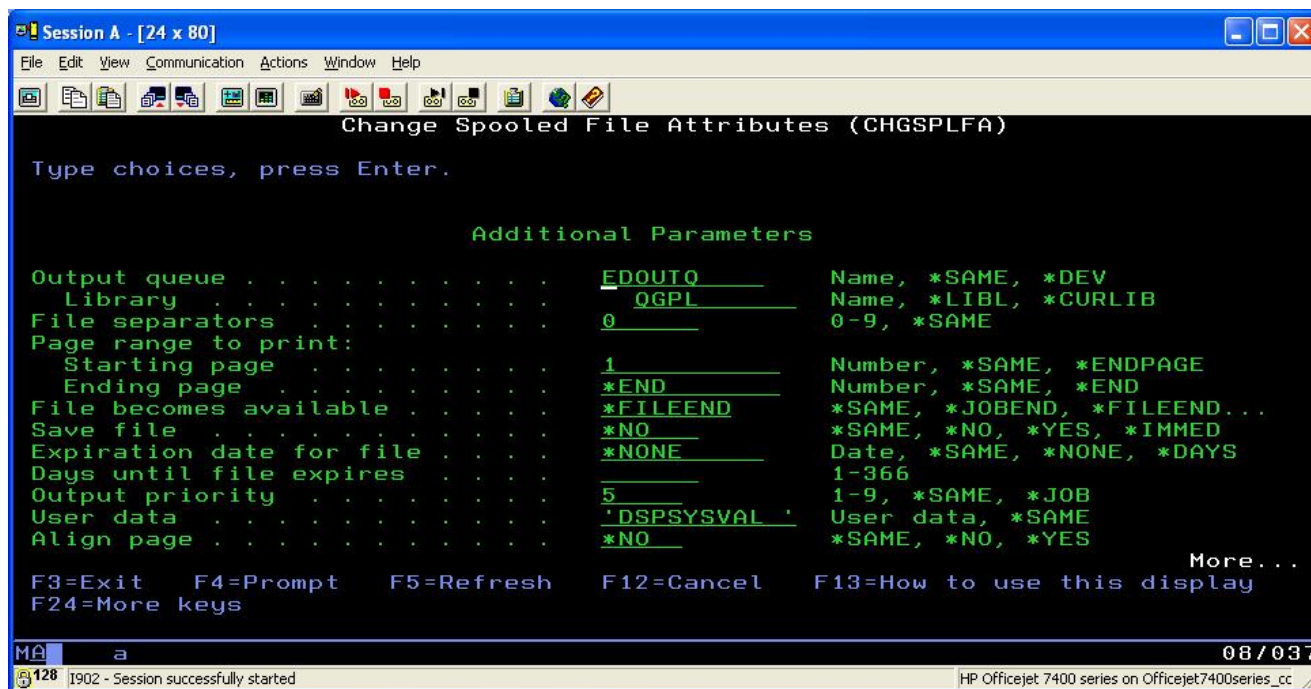 Session A - [24 x 80]
File Edit View Communication Actions Window Help
Change Spooled File Attributes (CHGSPLFA)
Type choices, press Enter.
Additional Parameters
Output queue . . . . . . . . . . . EDOUTQ Name, *SAME, *DEV
Library . . . . . . . . . . . QGPL Name, *LIBL, *CURLIB
File separators . . . . . . . . 0 0-9, *SAME
Page range to print:
Starting page . . . . . . . . 1 Number, *SAME, *ENDPAGE
Ending page . . . . . . . . . *END Number, *SAME, *END
File becomes available . . . . . *FILEEND *SAME, *JOBEND, *FILEEND...
Save file . . . . . . . . . . . *NO *SAME, *NO, *YES, *IMMED
Expiration date for file . . . . *NONE Date, *SAME, *NONE, *DAYS
Days until file expires . . . . 1-366
Output priority . . . . . . . . 5 1-9, *SAME, *JOB
User data . . . . . . . . . . . 'DSPSYSVAL ' User data, *SAME
Align page . . . . . . . . . . . *NO *SAME, *NO, *YES
More...
F3=Exit F4=Prompt F5=Refresh F12=Cancel F13=How to use this display
F24=More keys
MA a 08/037
128 I902 - Session successfully started HP Officejet 7400 series on Officejet7400series_cc